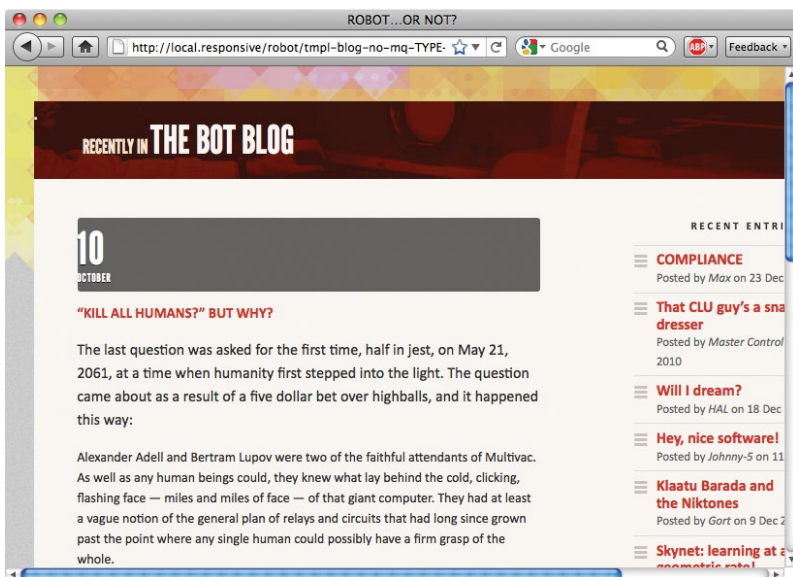 ROBOT...OR NOT?
http://local.responsive/robot/tmpl-blog-no-mq-TYPE-
Google
ABP
Feedback
RECENTLY IN THE BOT BLOG
10
OCTOBER
“KILL ALL HUMANS?” BUT WHY?
The last question was asked for the first time, half in jest, on May 21,
2061, at a time when humanity first stepped into the light. The question
came about as a result of a five dollar bet over highballs, and it happened
this way:
Alexander Adell and Bertram Lupov were two of the faithful attendants of Multivac.
As well as any human beings could, they knew what lay behind the cold, clicking,
flashing face — miles and miles of face — of that giant computer. They had at least
a vague notion of the general plan of relays and circuits that had long since grown
past the point where any single human could possibly have a firm grasp of the
whole.
RECENT ENTRI
COMPLIANCE
Posted by Max on 23 Dec
That CLU guy’s a sna
dresser
Posted by Master Control
2010
Will I dream?
Posted by HAL on 18 Dec
Hey, nice software!
Posted by Johnny-5 on 11
Klaatu Barada and
the Niktones
Posted by Gort on 9 Dec 2
Skynet: learning at a
geometric rate!